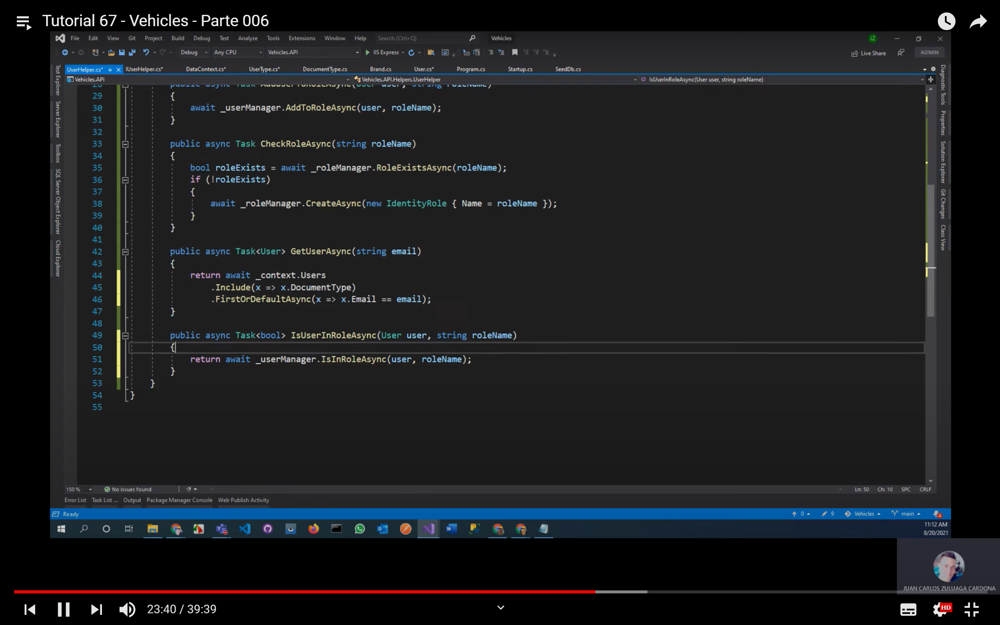 Tutorial 67 - Vehicles - Parte 006
File Edit View Git Project Build Debug Test Analyze Tools Extensions Window Help Search (Ctrl+Q) Vehicles JZ
Debug Any CPU Vehicles.API IIS Express Live Share ADMIN
UserHelper.cs* IUserHelper.cs* DataContext.cs* UserType.cs* DocumentType.cs Brand.cs User.cs* Program.cs Startup.cs SeedDb.cs
Vehicles.API Vehicles.API.Helpers.UserHelper IsUserInRoleAsync(User user, string roleName)
Test Explorer
Server Explorer
Toolbox
SQL Server Object Explorer
Cloud Explorer
28 public async Task AddUserToRoleAsync(User user, string roleName)
29 {
30 await _userManager.AddToRoleAsync(user, roleName);
31 }
32
33 public async Task CheckRoleAsync(string roleName)
34 {
35 bool roleExists = await _roleManager.RoleExistsAsync(roleName);
36 if (!roleExists)
37 {
38 await _roleManager.CreateAsync(new IdentityRole { Name = roleName });
39 }
40 }
41
42 public async Task<User> GetUserAsync(string email)
43 {
44 return await _context.Users
45 .Include(x => x.DocumentType)
46 .FirstOrDefaultAsync(x => x.Email == email);
47 }
48
49 public async Task<bool> IsUserInRoleAsync(User user, string roleName)
50 {
51 return await _userManager.IsInRoleAsync(user, roleName);
52 }
53 }
54 }
55
Diagnostic Tools
Properties
Solution Explorer
Git Changes
Class View
150 % No issues found Ln: 50 Ch: 10 SPC CRLF
Error List Task List ... Output Package Manager Console Web Publish Activity
Ready 0 9 Vehicles main 4
11:12 AM
8/20/2021
JUAN CARLOS ZULUAGA CARDONA
23:40 / 39:39 HD